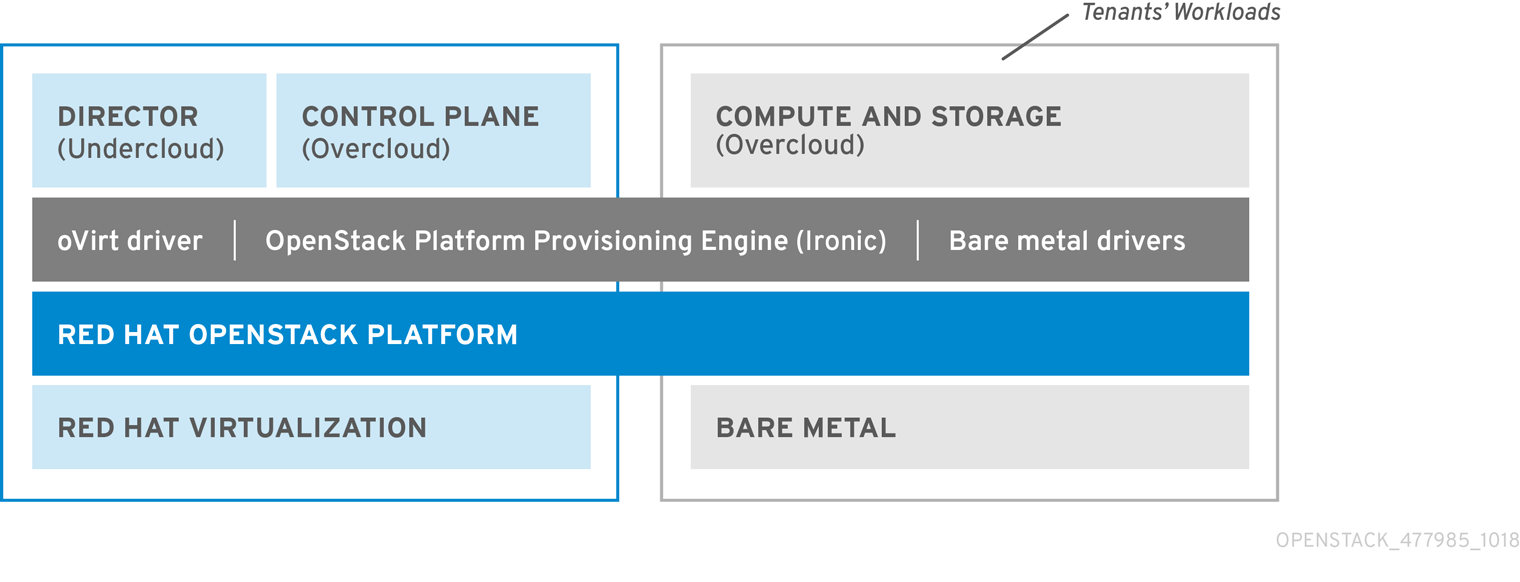 Tenants’ Workloads
DIRECTOR
(Undercloud)
CONTROL PLANE
(Overcloud)
COMPUTE AND STORAGE
(Overcloud)
oVirt driver | OpenStack Platform Provisioning Engine (Ironic) | Bare metal drivers
RED HAT OPENSTACK PLATFORM
RED HAT VIRTUALIZATION
BARE METAL
OPENSTACK_477985_1018